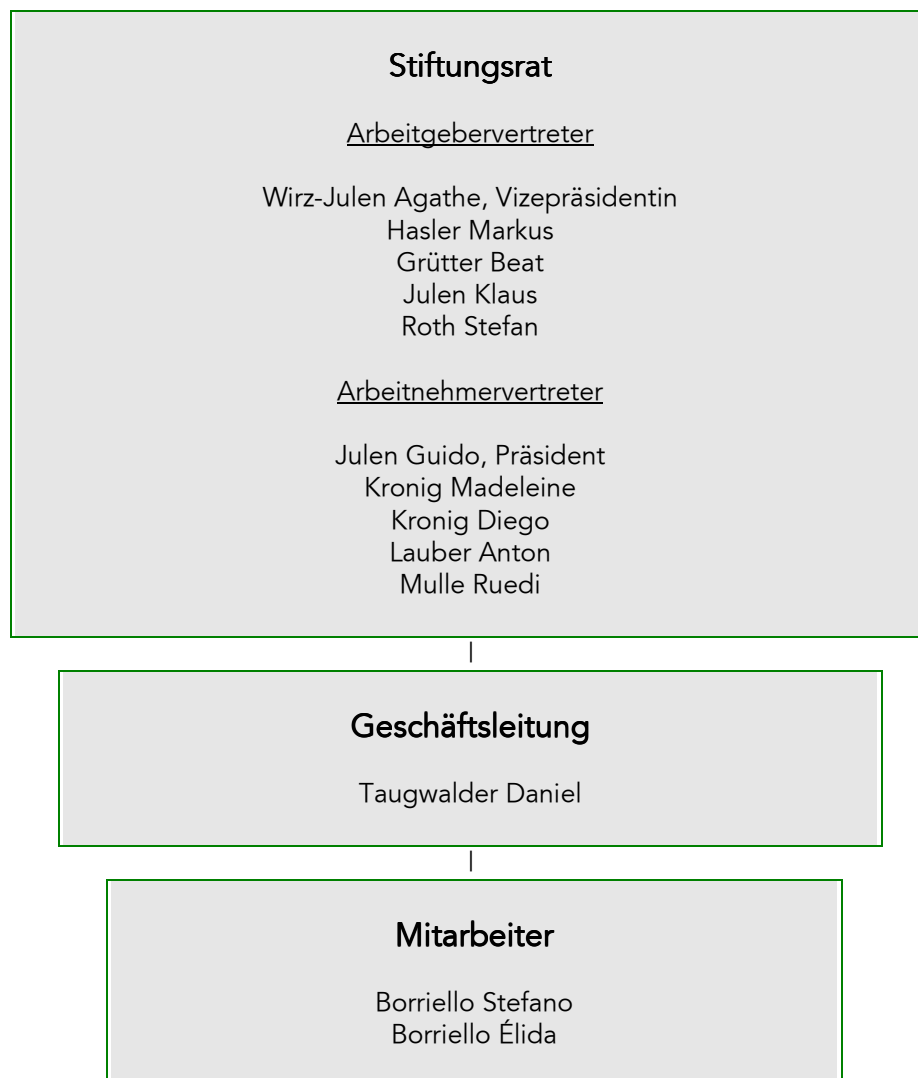 Stiftungsrat
Arbeitgebervertreter
Wirz-Julen Agathe, Vizepräsidentin
Hasler Markus
Grütter Beat
Julen Klaus
Roth Stefan
Arbeitnehmervertreter
Julen Guido, Präsident
Kronig Madeleine
Kronig Diego
Lauber Anton
Mulle Ruedi
Geschäftsleitung
Taugwalder Daniel
Mitarbeiter
Borriello Stefano
Borriello Élida